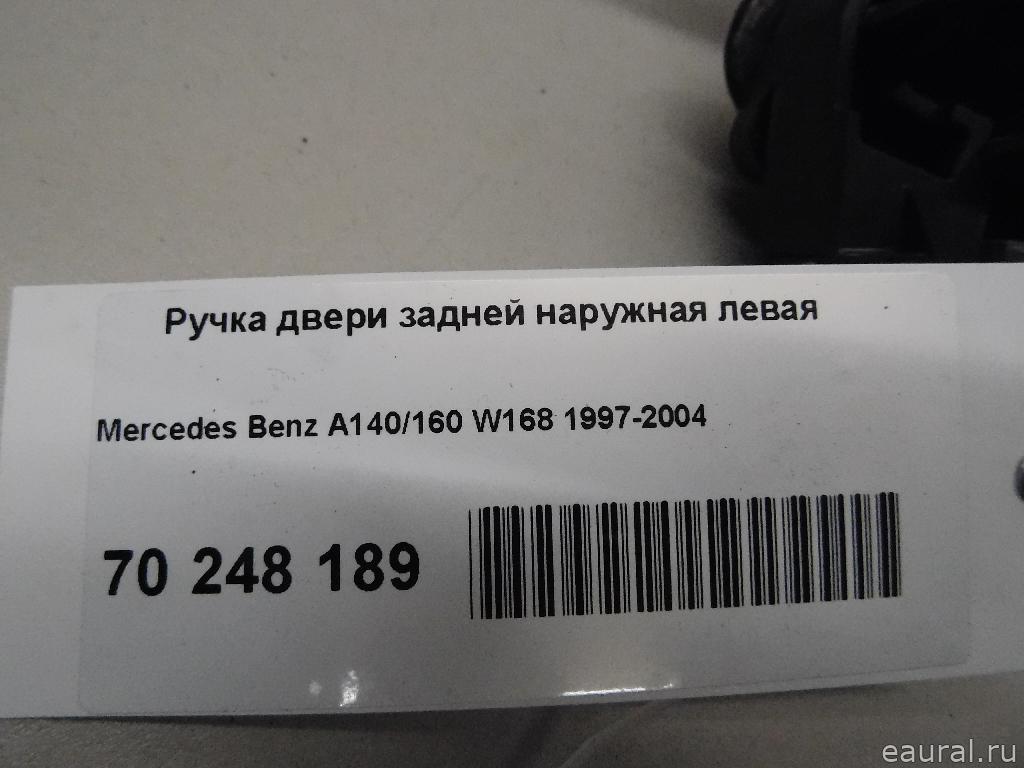 Ручка двери задней наружная левая
Mercedes Benz A140/160 W168 1997-2004
70 248 189
eaural.ru